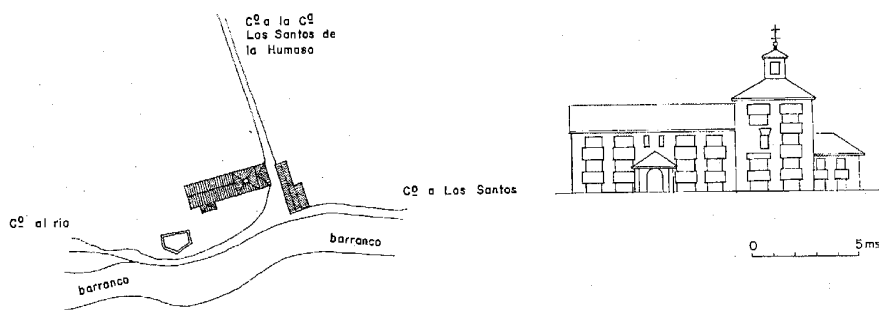 Cº a la Cª
Los Santos de
la Humosa
Cº a Los Santos
Cº al rio
barranco
barranco
0 5 ms